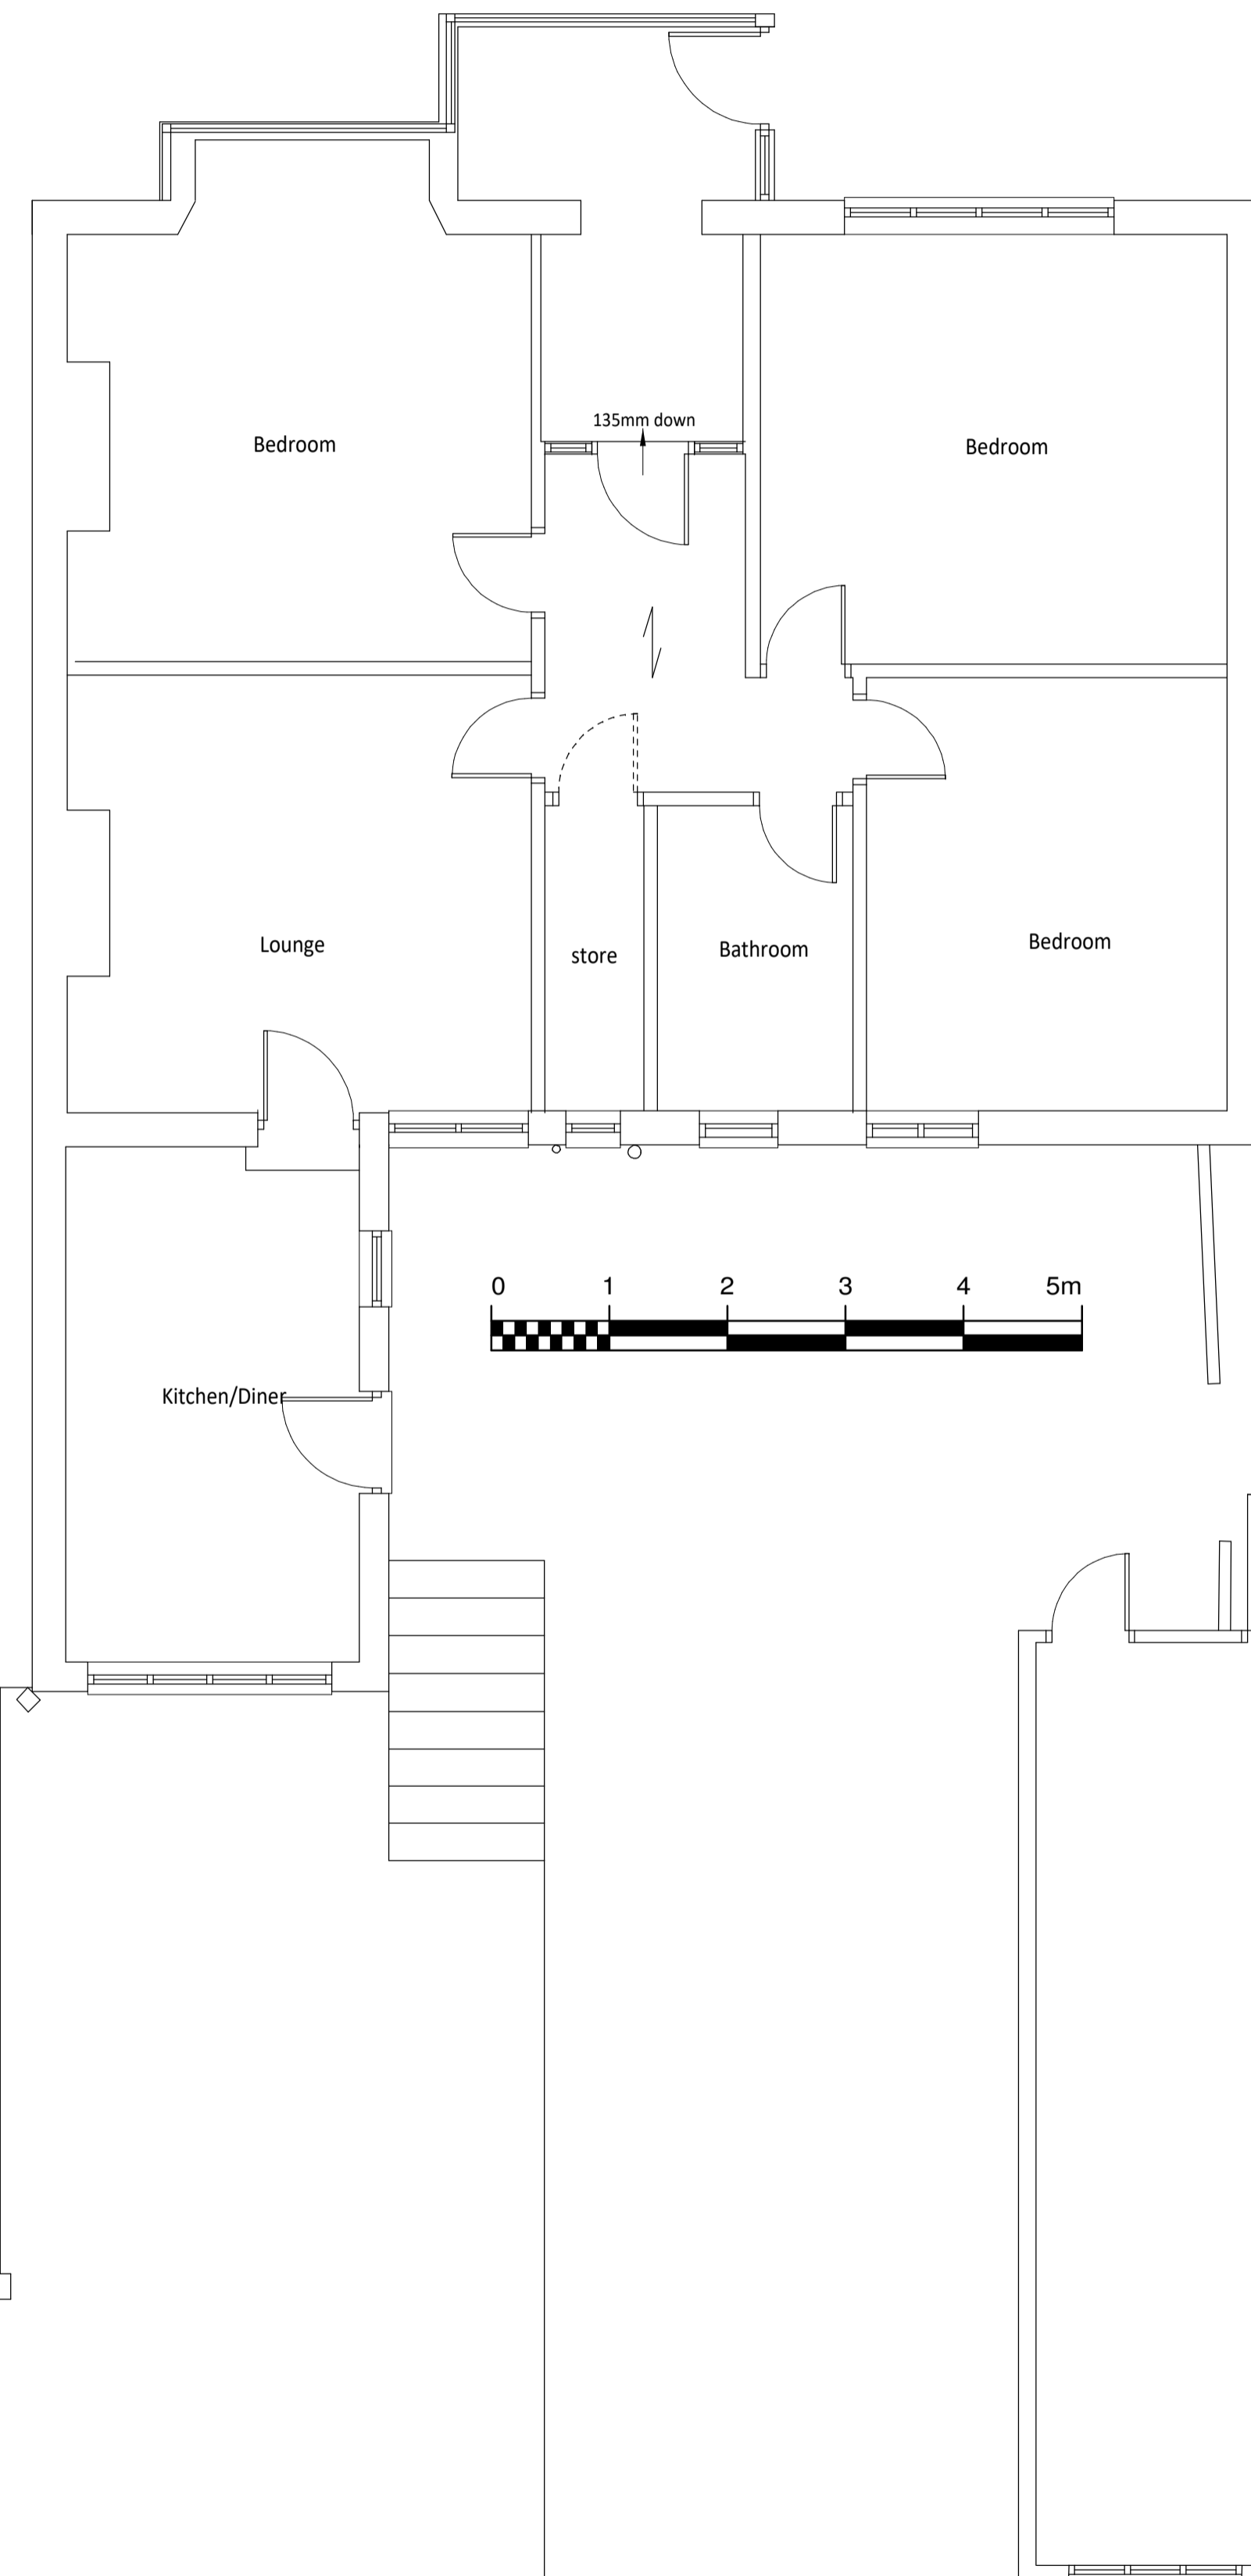 135mm down
Bedroom
Bedroom
Lounge
store
Bathroom
Bedroom
0 1 2 3 4 5m
Kitchen/Diner